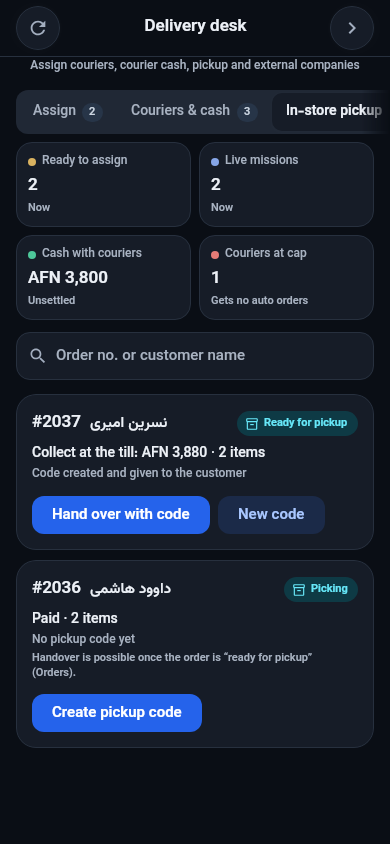 Delivery desk
Assign couriers, courier cash, pickup and external companies
Assign 2 Couriers & cash 3 In-store pickup
Ready to assign
2
Now
Live missions
2
Now
Cash with couriers
AFN 3,800
Unsettled
Couriers at cap
1
Gets no auto orders
Order no. or customer name
#2037 نسرین امیری Ready for pickup
Collect at the till: AFN 3,880 · 2 items
Code created and given to the customer
Hand over with code New code
#2036 داوود هاشمی Picking
Paid · 2 items
No pickup code yet
Handover is possible once the order is “ready for pickup”
(Orders).
Create pickup code